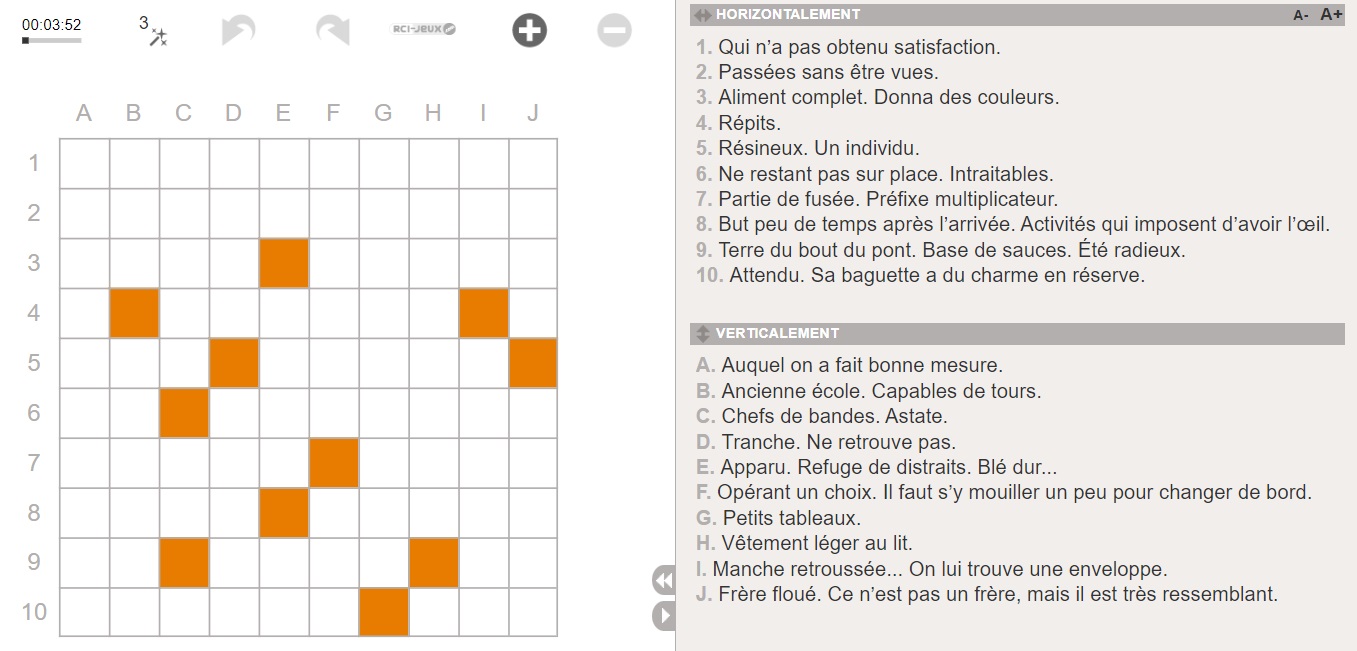 00:03:52
3
RCI-JEUX
A B C D E F G H I J
1
2
3
4
5
6
7
8
9
10
HORIZONTALEMENT A- A+
1. Qui n’a pas obtenu satisfaction.
2. Passées sans être vues.
3. Aliment complet. Donna des couleurs.
4. Répits.
5. Résineux. Un individu.
6. Ne restant pas sur place. Intraitables.
7. Partie de fusée. Préfixe multiplicateur.
8. But peu de temps après l’arrivée. Activités qui imposent d’avoir l’œil.
9. Terre du bout du pont. Base de sauces. Été radieux.
10. Attendu. Sa baguette a du charme en réserve.
VERTICALEMENT
A. Auquel on a fait bonne mesure.
B. Ancienne école. Capables de tours.
C. Chefs de bandes. Astate.
D. Tranche. Ne retrouve pas.
E. Apparu. Refuge de distraits. Blé dur...
F. Opérant un choix. Il faut s’y mouiller un peu pour changer de bord.
G. Petits tableaux.
H. Vêtement léger au lit.
I. Manche retroussée... On lui trouve une enveloppe.
J. Frère floué. Ce n’est pas un frère, mais il est très ressemblant.